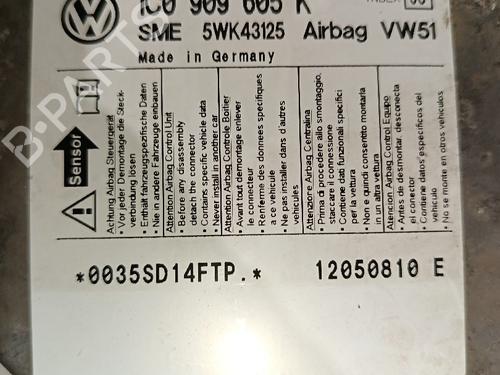 1C0 909 605 K
SME 5WK43125 Airbag VW51
Made in Germany
Sensor
Achtung Airbag Steuergerät
• Vor jeder Demontage die Steck-
verbindung lösen
• Enthält fahrzeugspezifische Daten
• Nie in andere Fahrzeuge einbauen
Attention Airbag Control Unit
• Before any disassembly
detach the connector
• Contains specific vehicle data
• Never install in another car
Attention Airbag Controle Boitier
• Avant tout démontage enlever
le connecteur
• Renferme des donnees specifiques
a ce vehicule
• Ne pas installer dans d'autres
vehicules
Attenzione Airbag Centralina
• Prima di procedere allo smontaggio,
staccare il connessione
• Contiene dati funzionali specifici
per la vettura
• Non e quindi consentito montarla
in un altra vettura
Atencion Airbag Control Equipo
• Antes de desmontar, desconecta
el conector
• Contiene datos especificos del
vehiculo
• No se monte en otros vehiculos
*0035SD14FTP.* 12050810 E
B-PARTS